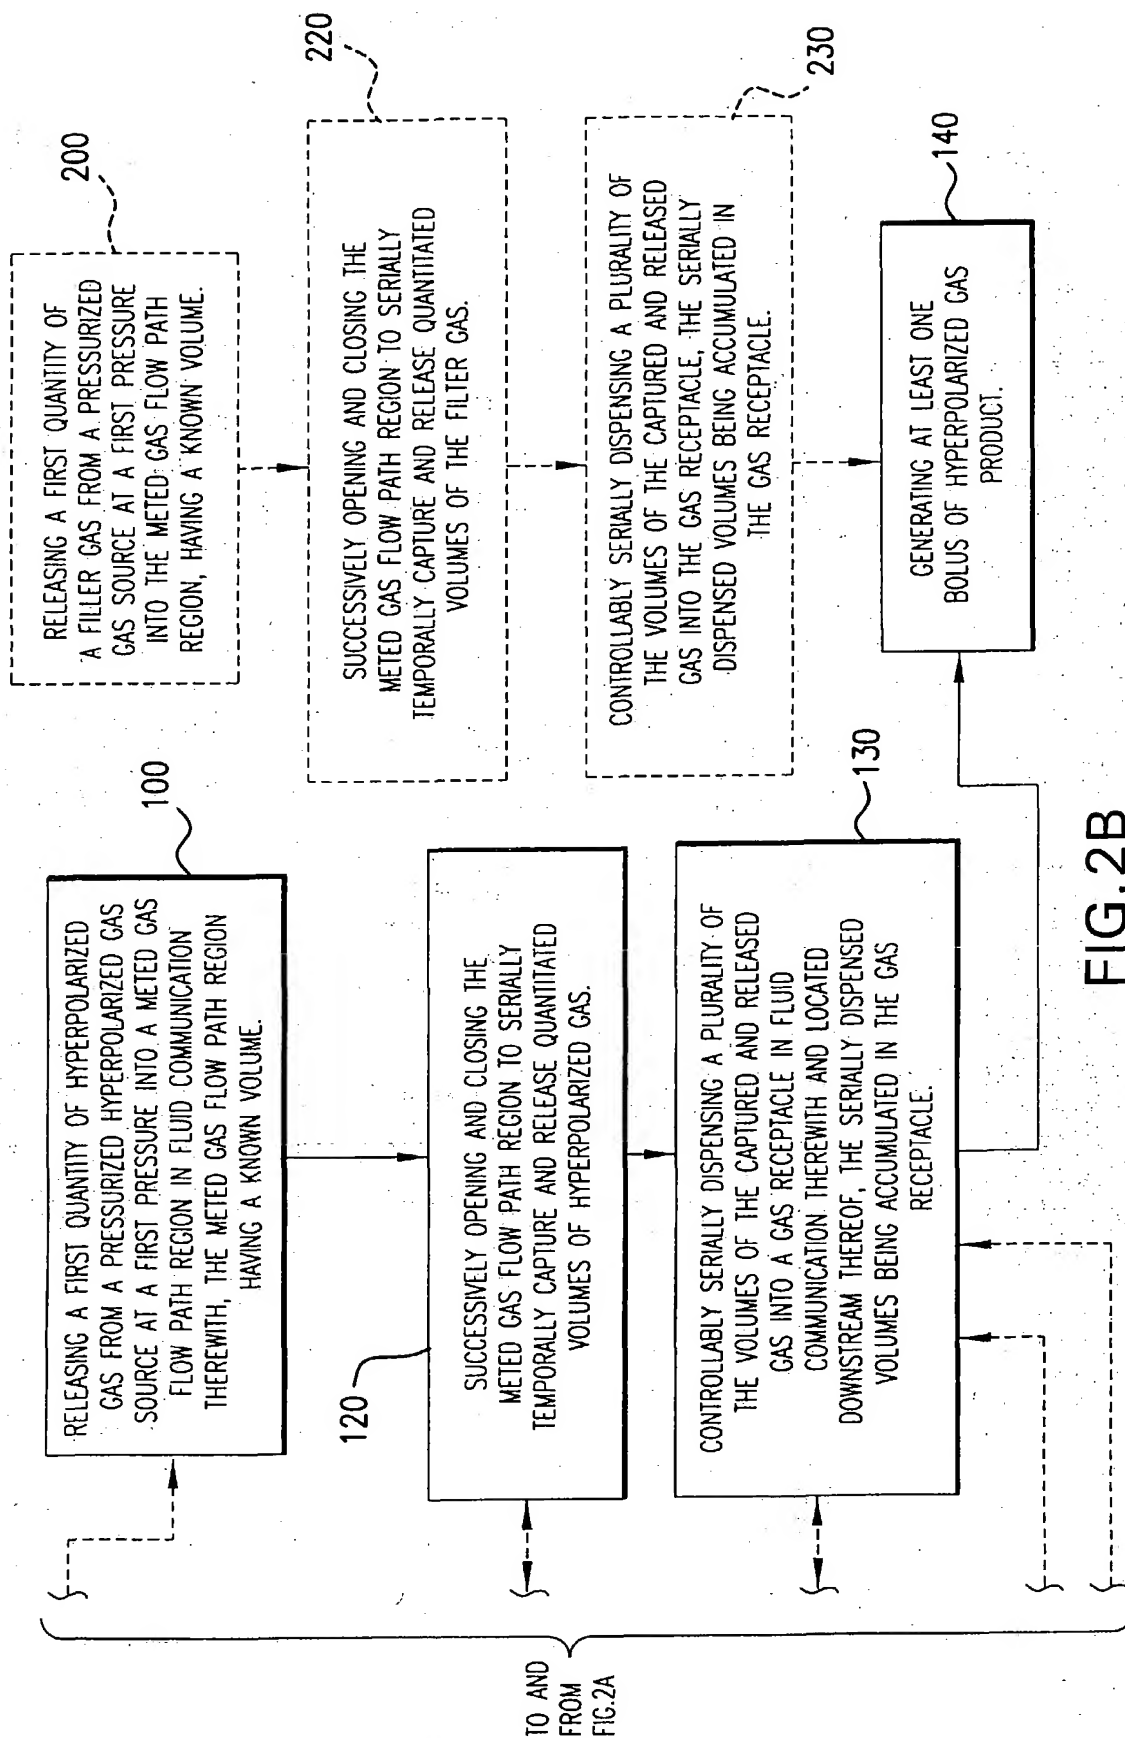 RELEASING A FIRST QUANTITY OF HYPERPOLARIZED
GAS FROM A PRESSURIZED HYPERPOLARIZED GAS
SOURCE AT A FIRST PRESSURE INTO A METED GAS
FLOW PATH REGION IN FLUID COMMUNICATION
THEREWITH, THE METED GAS FLOW PATH REGION
HAVING A KNOWN VOLUME.
100
SUCCESSIVELY OPENING AND CLOSING THE
METED GAS FLOW PATH REGION TO SERIALLY
TEMPORALLY CAPTURE AND RELEASE QUANTITATED
VOLUMES OF HYPERPOLARIZED GAS.
120
CONTROLLABLY SERIALLY DISPENSING A PLURALITY OF
THE VOLUMES OF THE CAPTURED AND RELEASED
GAS INTO A GAS RECEPTACLE IN FLUID
COMMUNICATION THEREWITH AND LOCATED
DOWNSTREAM THEREOF, THE SERIALLY DISPENSED
VOLUMES BEING ACCUMULATED IN THE GAS
RECEPTACLE.
130
RELEASING A FIRST QUANTITY OF
A FILLER GAS FROM A PRESSURIZED
GAS SOURCE AT A FIRST PRESSURE
INTO THE METED GAS FLOW PATH
REGION, HAVING A KNOWN VOLUME.
200
SUCCESSIVELY OPENING AND CLOSING THE
METED GAS FLOW PATH REGION TO SERIALLY
TEMPORALLY CAPTURE AND RELEASE QUANTITATED
VOLUMES OF THE FILTER GAS.
220
CONTROLLABLY SERIALLY DISPENSING A PLURALITY OF
THE VOLUMES OF THE CAPTURED AND RELEASED
GAS INTO THE GAS RECEPTACLE, THE SERIALLY
DISPENSED VOLUMES BEING ACCUMULATED IN
THE GAS RECEPTACLE.
230
GENERATING AT LEAST ONE
BOLUS OF HYPERPOLARIZED GAS
PRODUCT.
140
TO AND
FROM
FIG.2A
FIG.2B